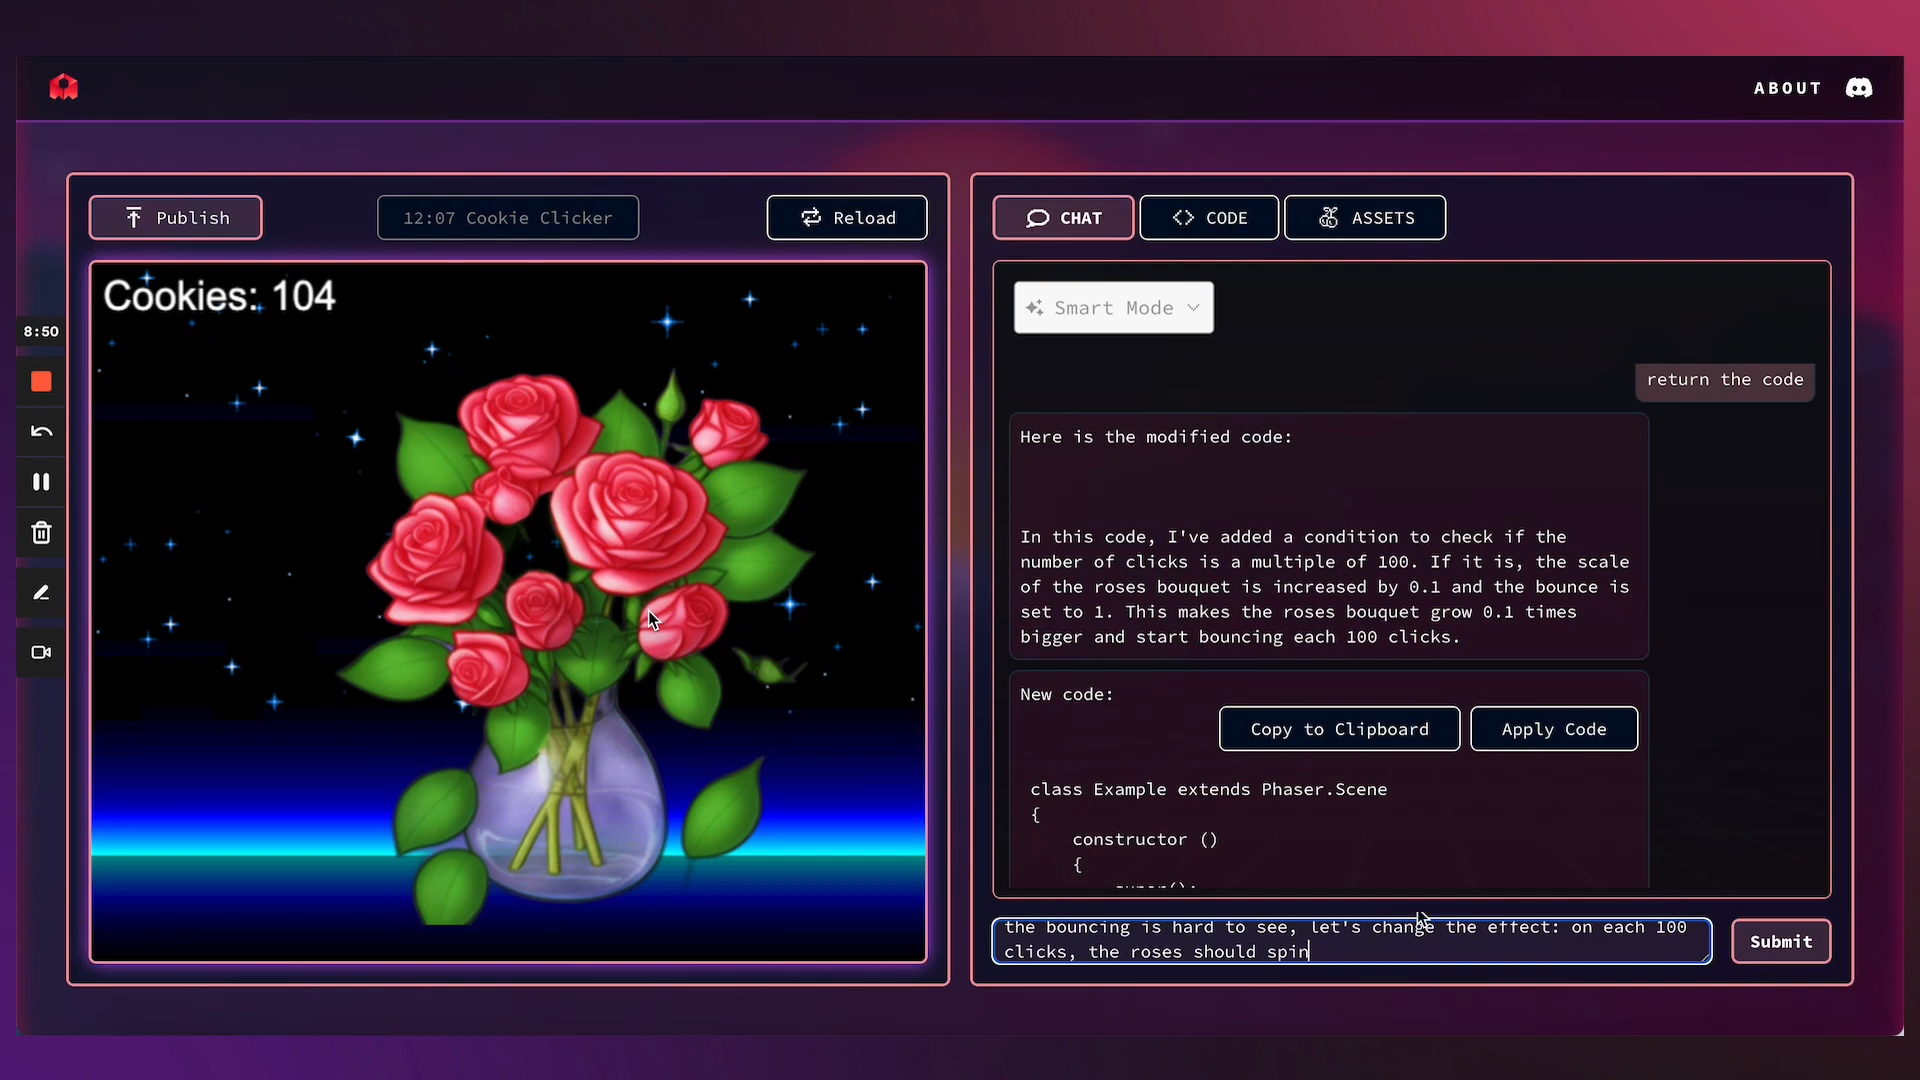 ABOUT
Publish
12:07 Cookie Clicker
Reload
CHAT
CODE
ASSETS
Cookies: 104
8:50
Smart Mode
return the code
Here is the modified code:
In this code, I've added a condition to check if the
number of clicks is a multiple of 100. If it is, the scale
of the roses bouquet is increased by 0.1 and the bounce is
set to 1. This makes the roses bouquet grow 0.1 times
bigger and start bouncing each 100 clicks.
New code:
Copy to Clipboard
Apply Code
class Example extends Phaser.Scene
{
constructor ()
{
super();
the bouncing is hard to see, let's change the effect: on each 100
clicks, the roses should spin
Submit